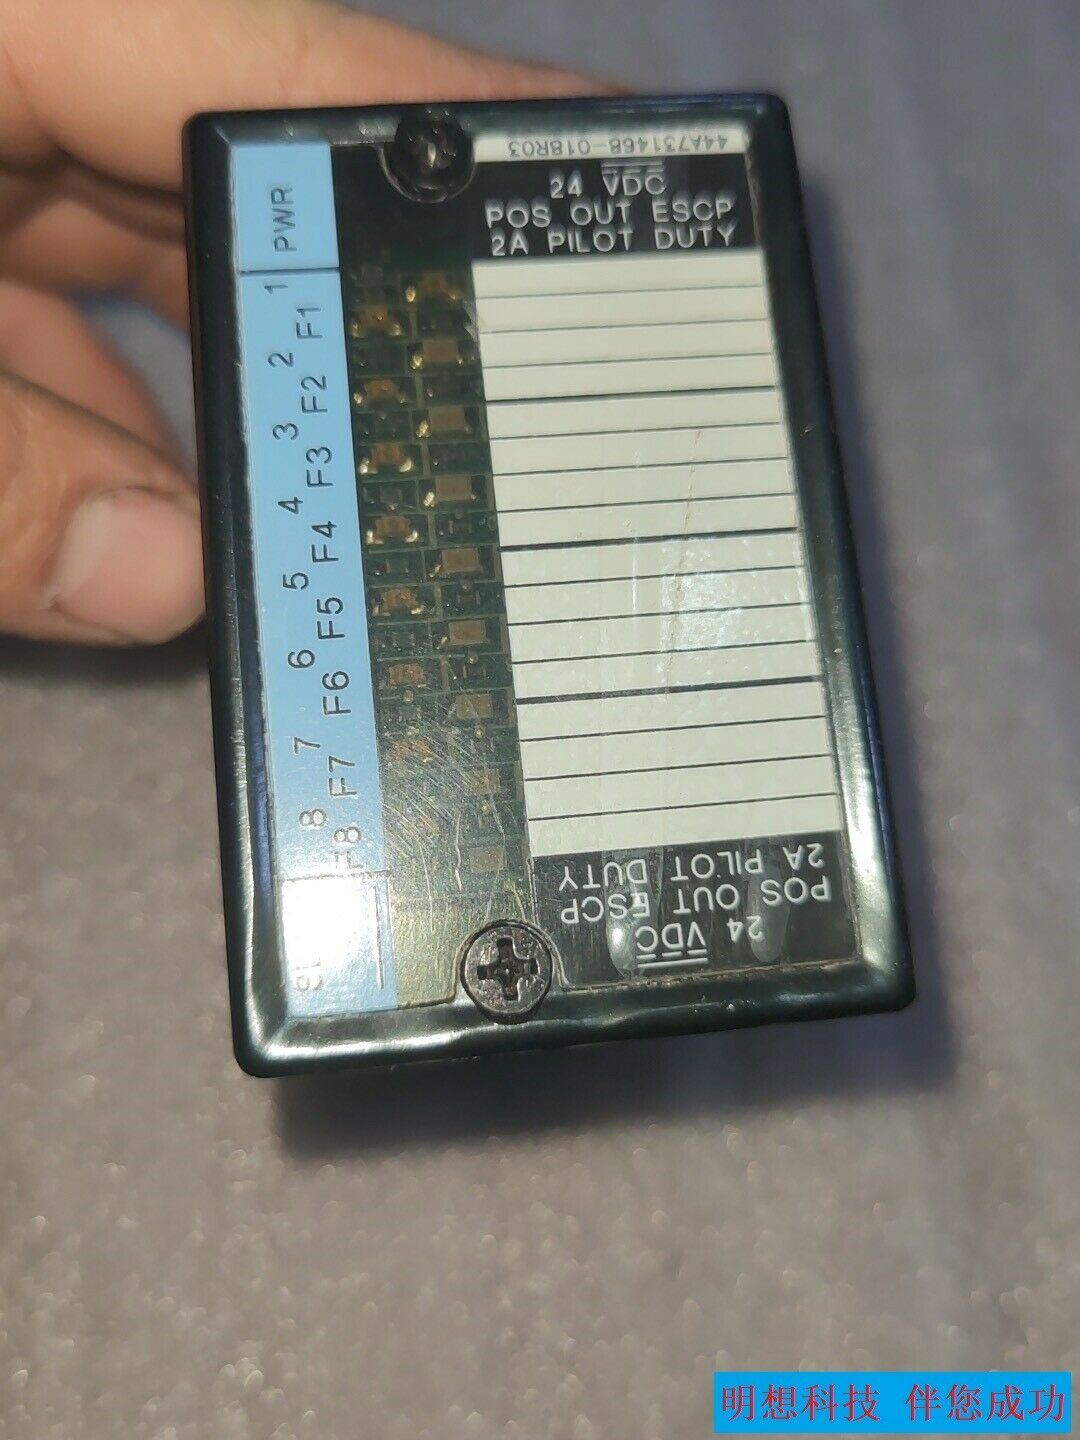 44A731468-018R03
24 VDC
POS OUT ESCP
2A PILOT DUTY
PWR
1
F1
2
F2
3
F3
4
F4
5
F5
6
F6
7
F7
8
F8
24 VDC
POS OUT ESCP
2A PILOT DUTY
明想科技 伴您成功